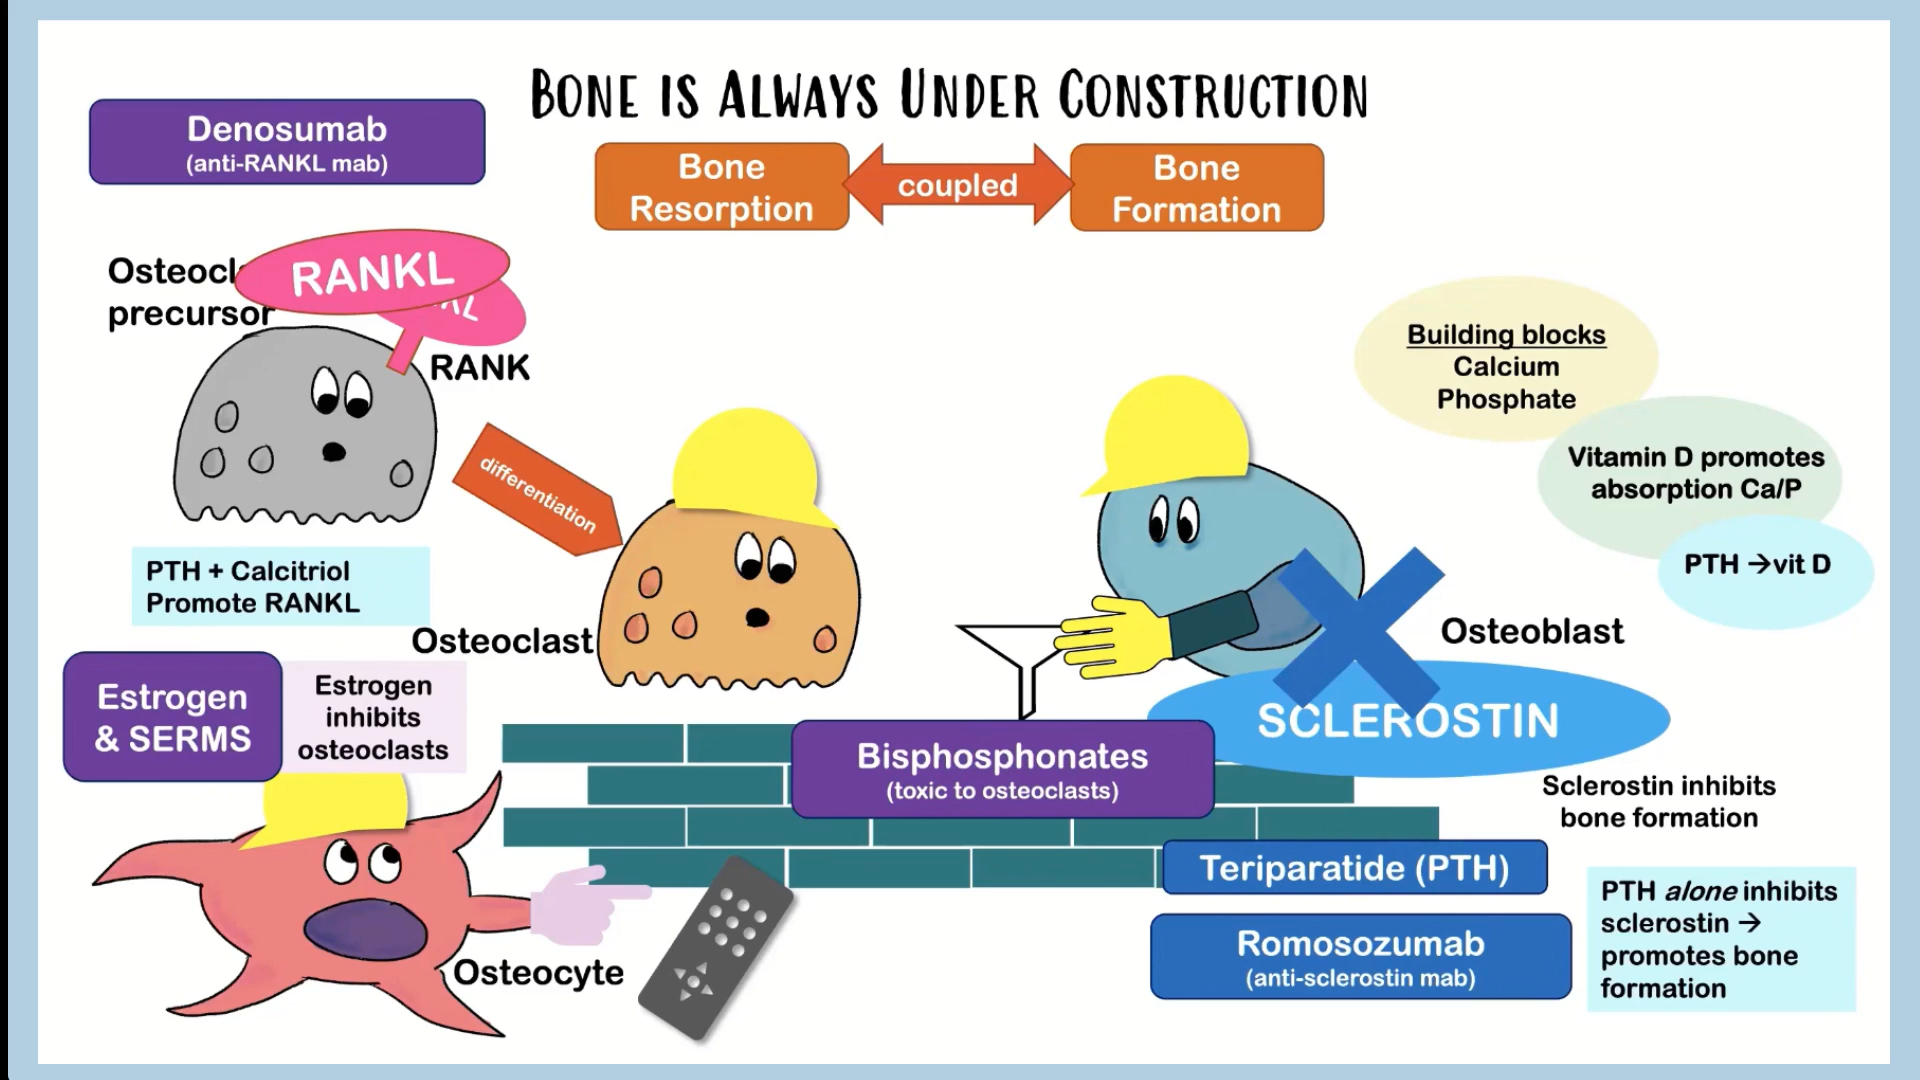 BONE IS ALWAYS UNDER CONSTRUCTION
Denosumab
(anti-RANKL mab)
Bone
Resorption
coupled
Bone
Formation
precursor
RANKL
RANK
differentiation
PTH + Calcitriol
Promote RANKL
Osteoclast
Estrogen
& SERMS
Estrogen
inhibits
osteoclasts
Osteocyte
Building blocks
Calcium
Phosphate
Vitamin D promotes
absorption Ca/P
PTH →vit D
Osteoblast
SCLEROSTIN
Sclerostin inhibits
bone formation
Bisphosphonates
(toxic to osteoclasts)
Teriparatide (PTH)
Romosozumab
(anti-sclerostin mab)
PTH alone inhibits
sclerostin →
promotes bone
formation